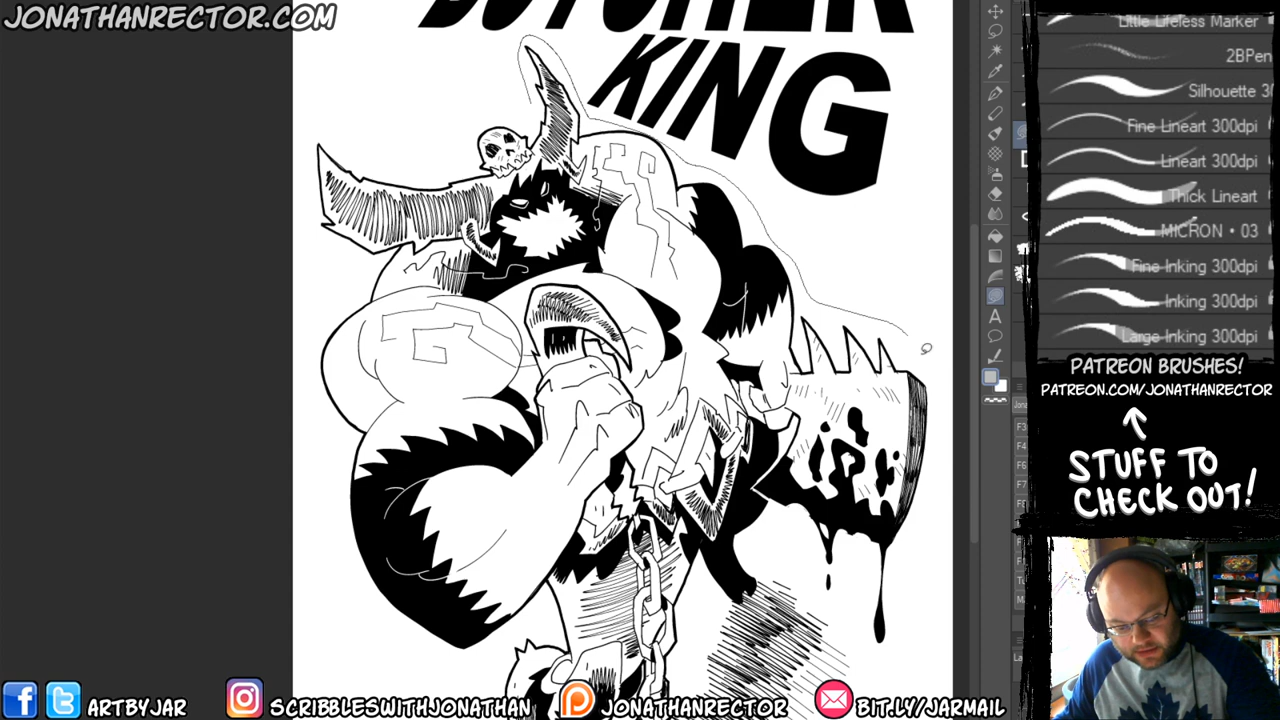 JONATHANRECTOR.COM
BUTCHER
KING
Little Lifeless Marker
2BPen
Silhouette 30
Fine Lineart 300dpi
Lineart 300dpi
Thick Lineart
MICRON • 03
Fine Inking 300dpi
Inking 300dpi
Large Inking 300dpi
PATREON BRUSHES!
PATREON.COM/JONATHANRECTOR
STUFF TO
CHECK OUT!
ARTBYJAR
SCRIBBLESWITHJONATHAN
JONATHANRECTOR
BIT.LY/JARMAIL